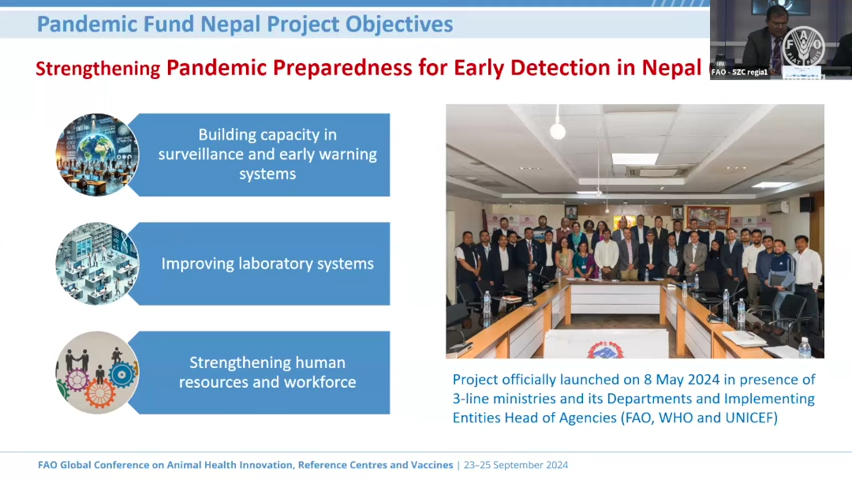 Pandemic Fund Nepal Project Objectives
Strengthening Pandemic Preparedness for Early Detection in Nepal
FAO - SZC regia1
Building capacity in
surveillance and early warning
systems
Improving laboratory systems
Strengthening human
resources and workforce
Project officially launched on 8 May 2024 in presence of
3-line ministries and its Departments and Implementing
Entities Head of Agencies (FAO, WHO and UNICEF)
FAO Global Conference on Animal Health Innovation, Reference Centres and Vaccines | 23–25 September 2024